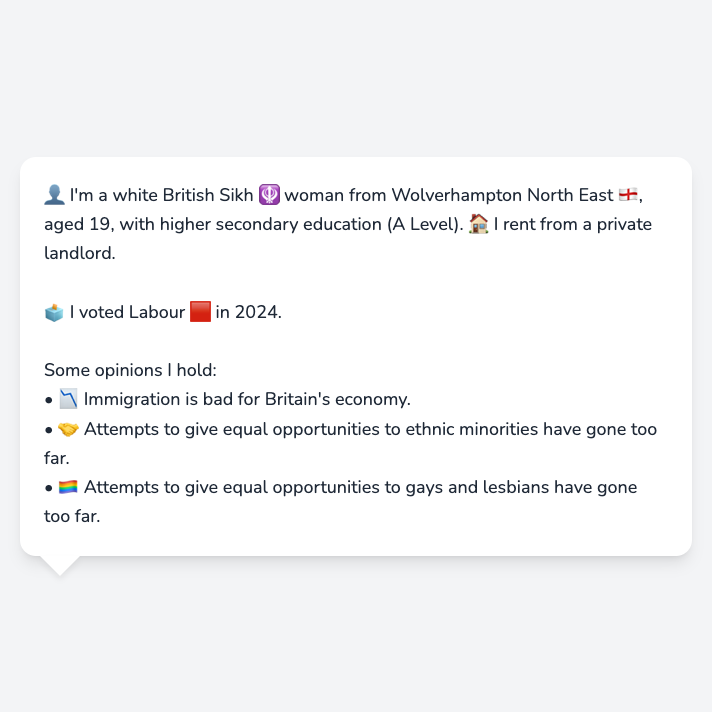 👤 I'm a white British Sikh 🪯 woman from Wolverhampton North East 🏴󠁧󠁢󠁥󠁮󠁧󠁿,
aged 19, with higher secondary education (A Level). 🏠 I rent from a private
landlord.
🗳️ I voted Labour 🟥 in 2024.
Some opinions I hold:
• 📉 Immigration is bad for Britain's economy.
• 🤝 Attempts to give equal opportunities to ethnic minorities have gone too
far.
• 🏳️‍🌈 Attempts to give equal opportunities to gays and lesbians have gone
too far.